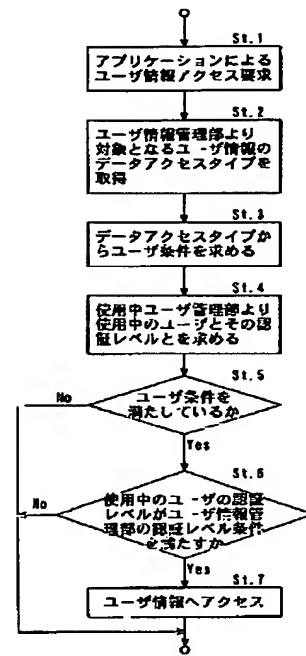 St.1
アプリケーションによる
ユーザ情報アクセス要求
St.2
ユーザ情報管理部より
対象となるユーザ情報の
データアクセスタイプを
取得
St.3
データアクセスタイプか
らユーザ条件を求める
St.4
使用中ユーザ管理部より
使用中のユーザとその認
証レベルとを求める
St.5
ユーザ条件を
満たしているか
No
Yes
St.6
使用中のユーザの認証
レベルがユーザ情報管
理部の認証レベル条件
を満たすか
No
Yes
St.7
ユーザ情報へアクセス